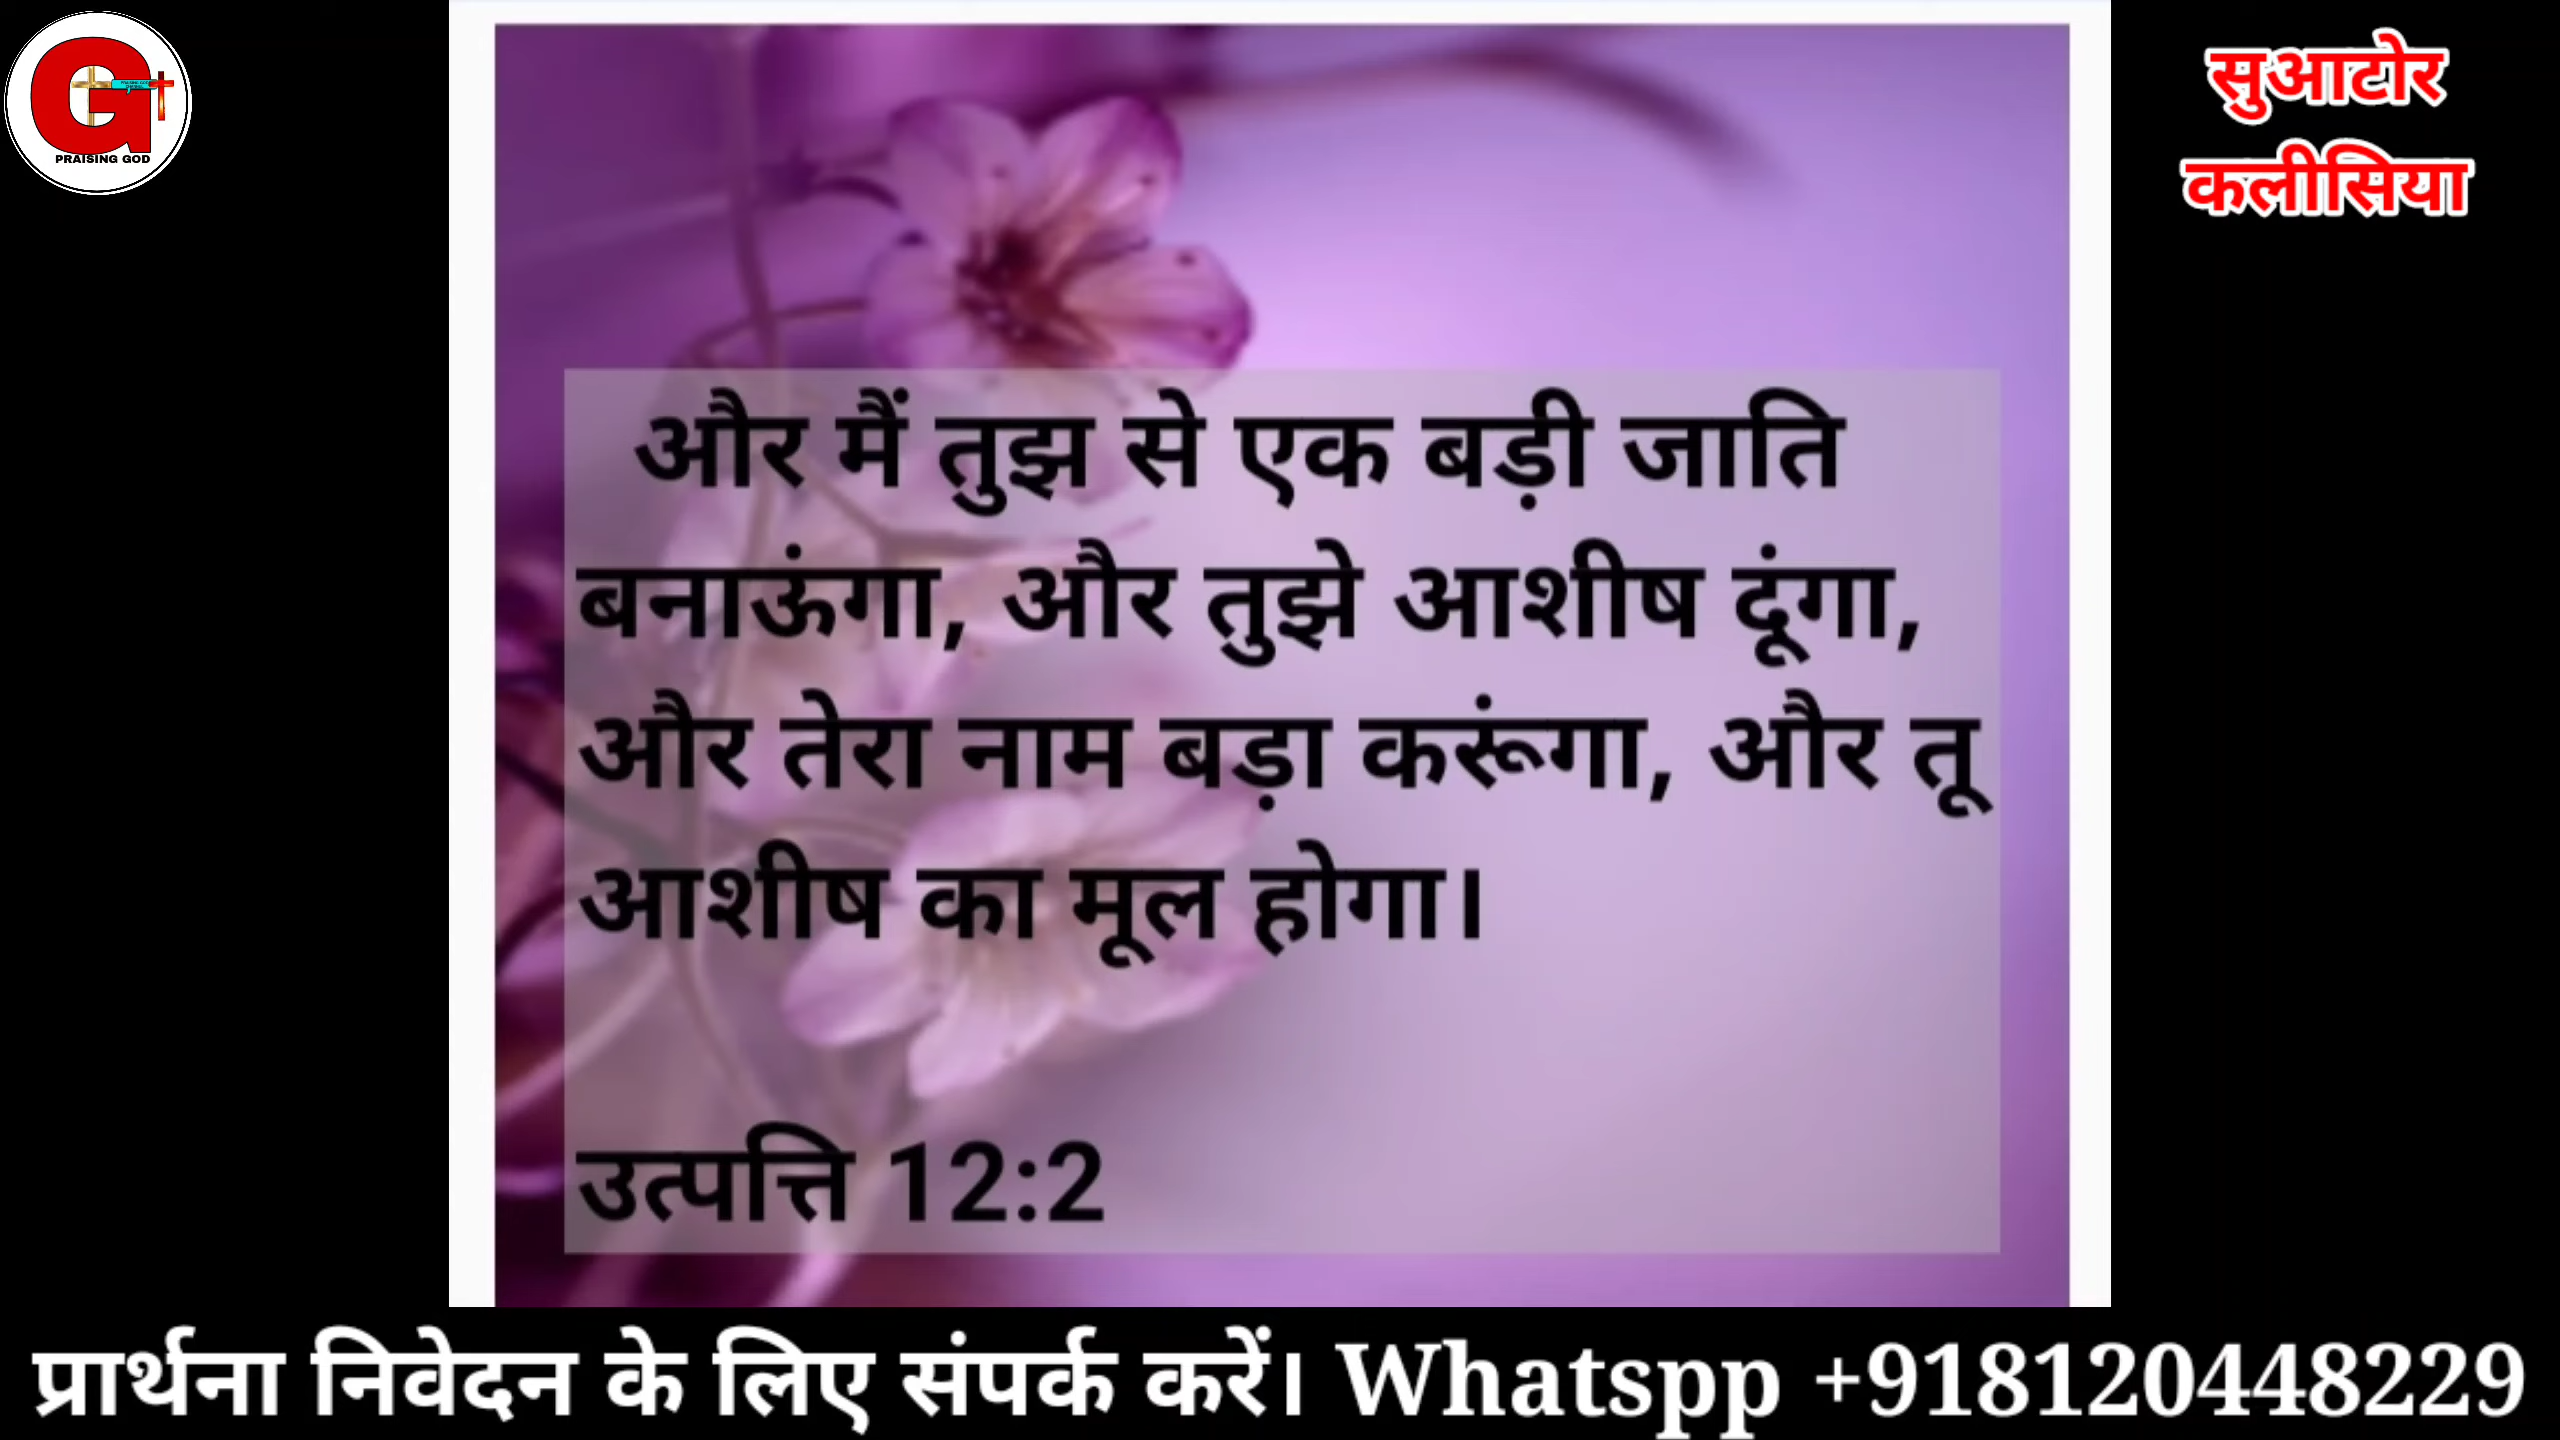 PRAISING GOD
सुआटोर
कलीसिया
और मैं तुझ से एक बड़ी जाति
बनाऊंगा, और तुझे आशीष दूंगा,
और तेरा नाम बड़ा करूंगा, और तू
आशीष का मूल होगा।
उत्पत्ति 12:2
प्रार्थना निवेदन के लिए संपर्क करें। Whatspp +918120448229